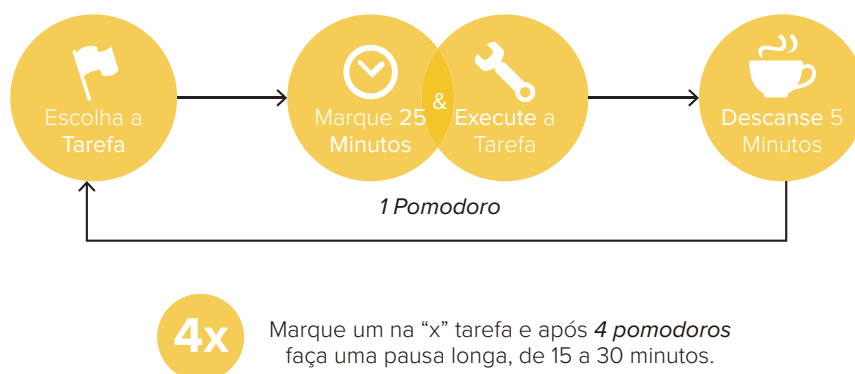 Escolha a
Tarefa
Marque 25
Minutos
&
Execute a
Tarefa
Descanse 5
Minutos
1 Pomodoro
4x
Marque um na “x” tarefa e após 4 pomodoros
faça uma pausa longa, de 15 a 30 minutos.